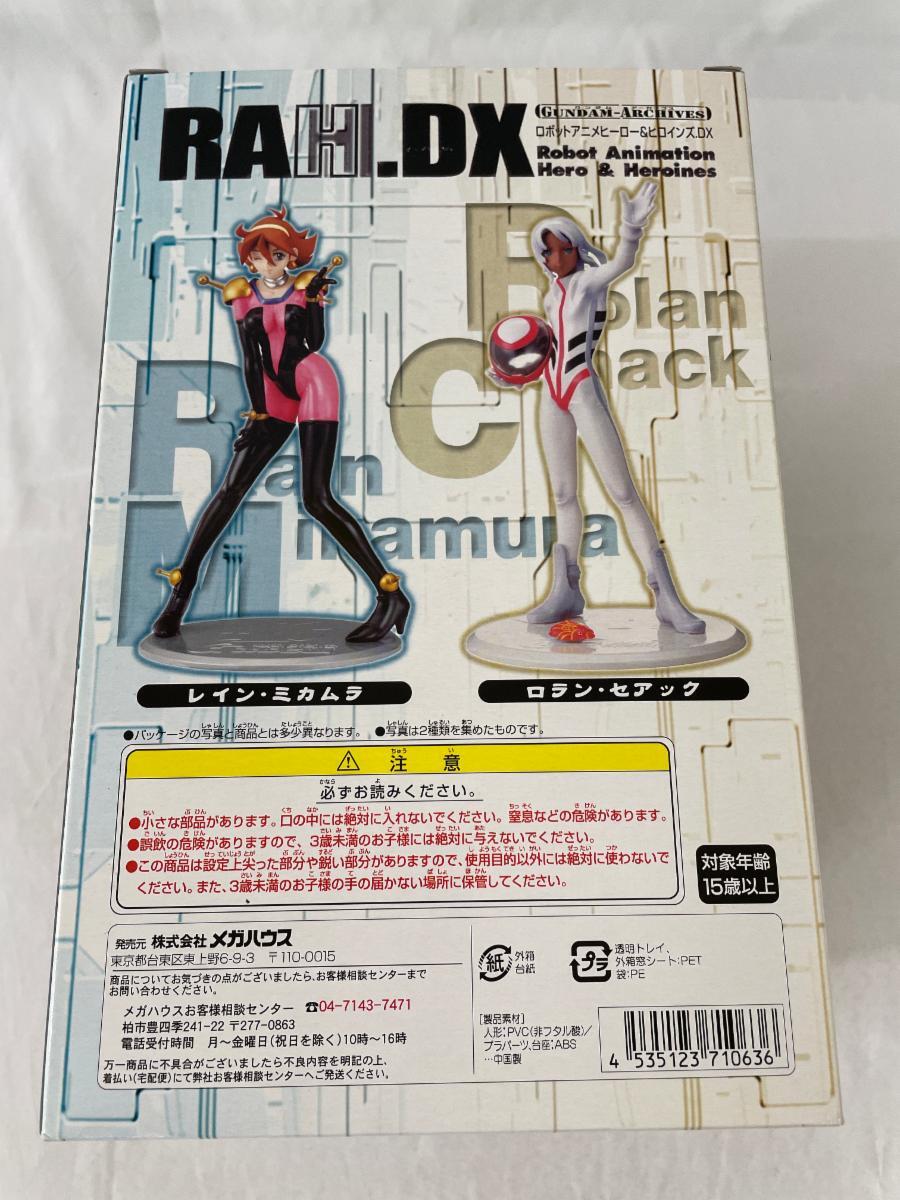 RAH.DX
GUNDAM-ARCHIVES
ロボットアニメヒーロー&ヒロインズ.DX
Robot Animation
Hero & Heroines
Rolan
Chack
Rain
Mikamura
レイン・ミカムラ
ロラン・セアック
●パッケージの写真と商品とは多少異なります。 ●写真は2種類を集めたものです。
⚠ 注意
必ずお読みください。
●小さな部品があります。口の中には絶対に入れないでください。窒息などの危険があります。
●誤飲の危険がありますので、3歳未満のお子様には絶対に与えないでください。
●この商品は設定上尖った部分や鋭い部分がありますので、使用目的以外には絶対に使わないで
ください。また、3歳未満のお子様の手の届かない場所に保管してください。
対象年齢
15歳以上
発売元 株式会社 メガハウス
東京都台東区東上野6-9-3 〒110-0015
商品についてお気づきの点がございましたら、お客様相談センターまで
お問い合わせください。
メガハウスお客様相談センター ☎04-7143-7471
柏市豊四季241-22 〒277-0863
電話受付時間 月〜金曜日(祝日を除く)10時〜16時
万一商品に不具合がございましたら不良内容を明記の上、
着払い(宅配便)にて弊社お客様相談センターへご発送ください。
紙
外箱
台紙
プラ
透明トレイ、
外箱窓シート:PET
袋:PE
[製品素材]
人形:PVC(非フタル酸)/
プラパーツ、台座:ABS
…中国製
4 535123 710636